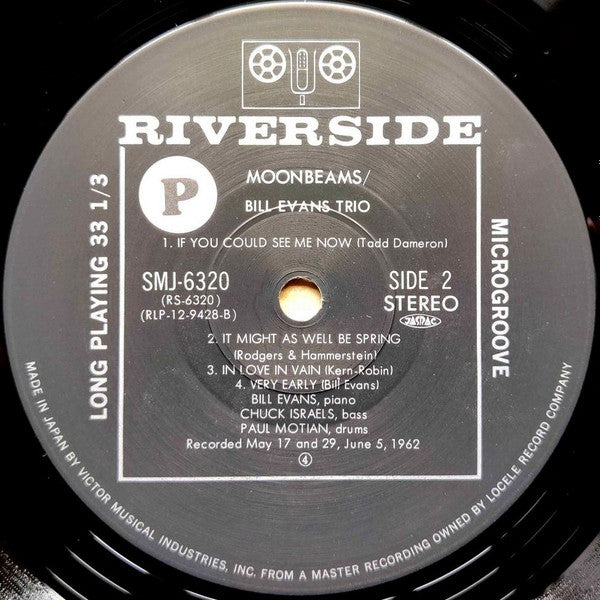 RIVERSIDE
P
MOONBEAMS/
BILL EVANS TRIO
1. IF YOU COULD SEE ME NOW (Tadd Dameron)
SMJ-6320
(RS-6320)
(RLP-12-9428-B)
SIDE 2
STEREO
JASRAC
2. IT MIGHT AS WELL BE SPRING
(Rodgers & Hammerstein)
3. IN LOVE IN VAIN (Kern-Robin)
4. VERY EARLY (Bill Evans)
BILL EVANS, piano
CHUCK ISRAELS, bass
PAUL MOTIAN, drums
Recorded May 17 and 29, June 5, 1962
④
LONG PLAYING 33 1/3
MICROGROOVE
MADE IN JAPAN BY VICTOR MUSICAL INDUSTRIES, INC. FROM A MASTER RECORDING OWNED BY LOCELE RECORD COMPANY